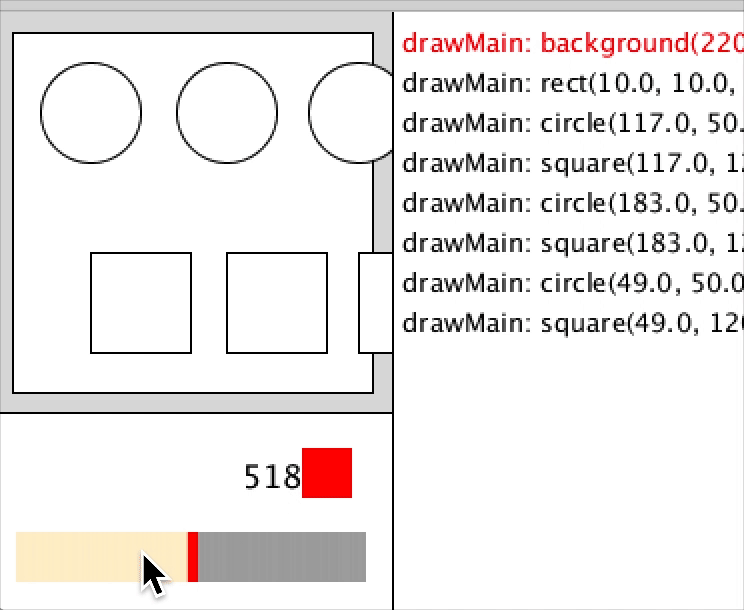 drawMain: background(220
drawMain: rect(10.0, 10.0,
drawMain: circle(117.0, 50.
drawMain: square(117.0, 12
drawMain: circle(183.0, 50.
drawMain: square(183.0, 12
drawMain: circle(49.0, 50.0
drawMain: square(49.0, 120
518